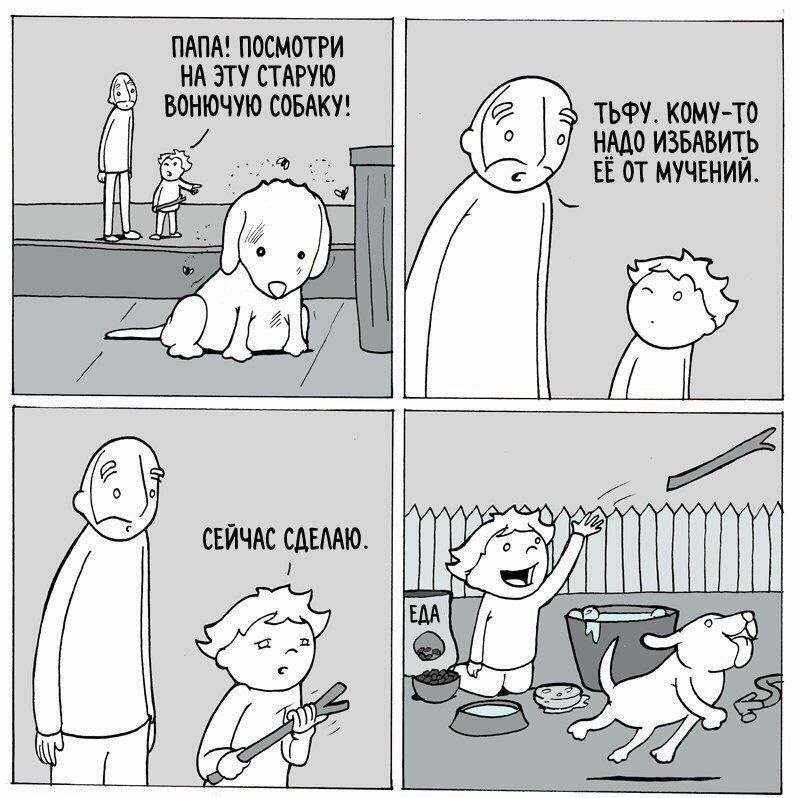 ПАПА! ПОСМОТРИ
НА ЭТУ СТАРУЮ
ВОНЮЧУЮ СОБАКУ!
ТЬФУ. КОМУ-ТО
НАДО ИЗБАВИТЬ
ЕЁ ОТ МУЧЕНИЙ.
СЕЙЧАС СДЕЛАЮ.
ЕДА